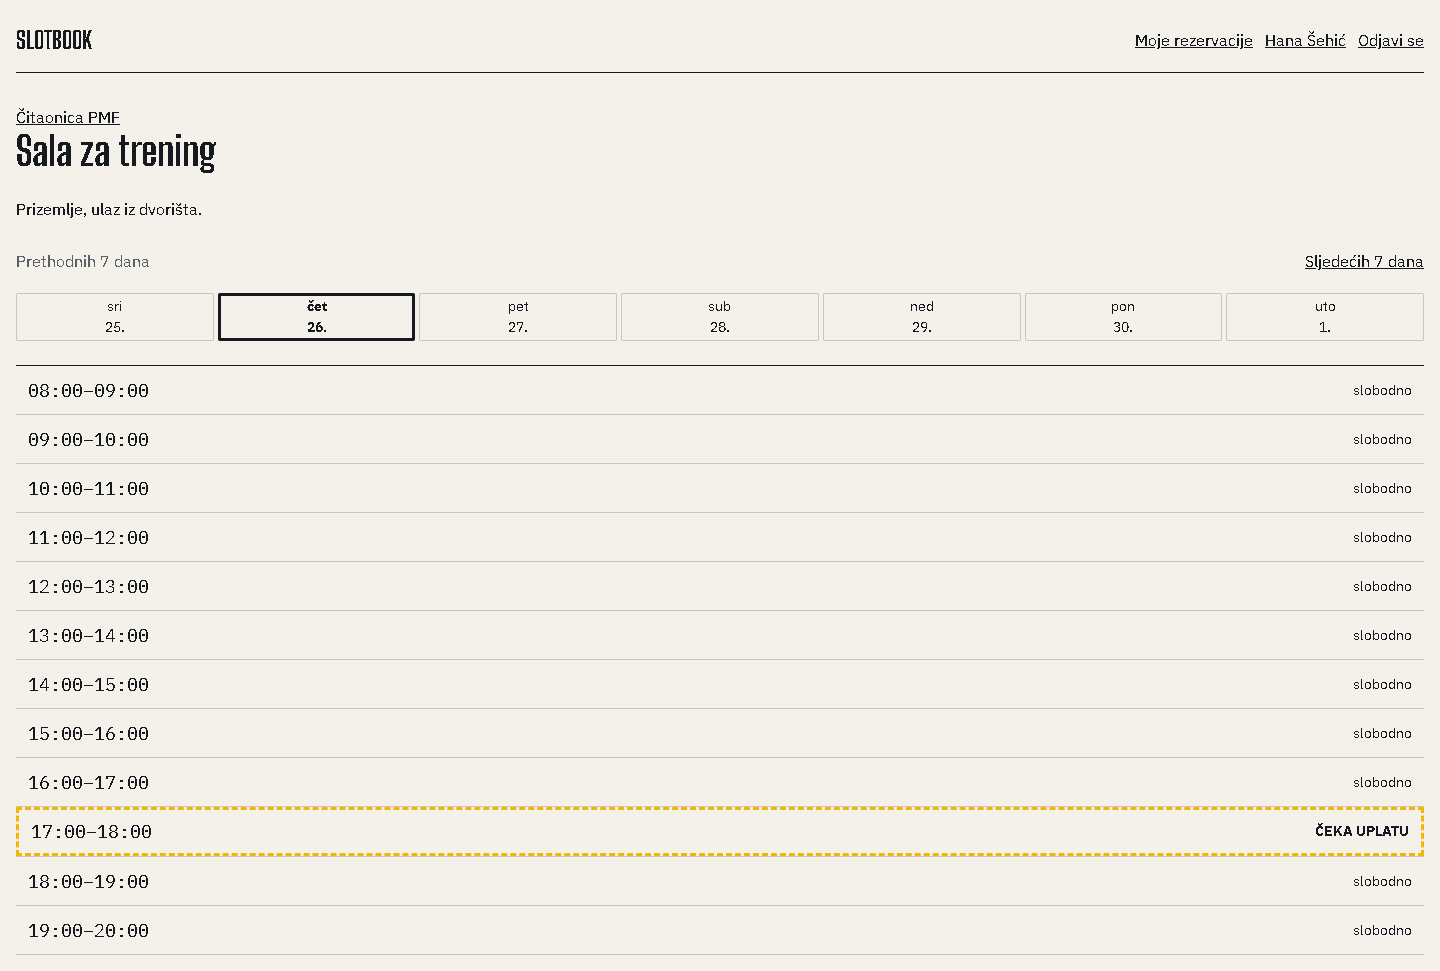 SLOTBOOK
Moje rezervacije Hana Šehić Odjavi se
Čitaonica PMF
Sala za trening
Prizemlje, ulaz iz dvorišta.
Prethodnih 7 dana
Sljedećih 7 dana
sri
25.
čet
26.
pet
27.
sub
28.
ned
29.
pon
30.
uto
1.
08:00–09:00 slobodno
09:00–10:00 slobodno
10:00–11:00 slobodno
11:00–12:00 slobodno
12:00–13:00 slobodno
13:00–14:00 slobodno
14:00–15:00 slobodno
15:00–16:00 slobodno
16:00–17:00 slobodno
17:00–18:00 ČEKA UPLATU
18:00–19:00 slobodno
19:00–20:00 slobodno